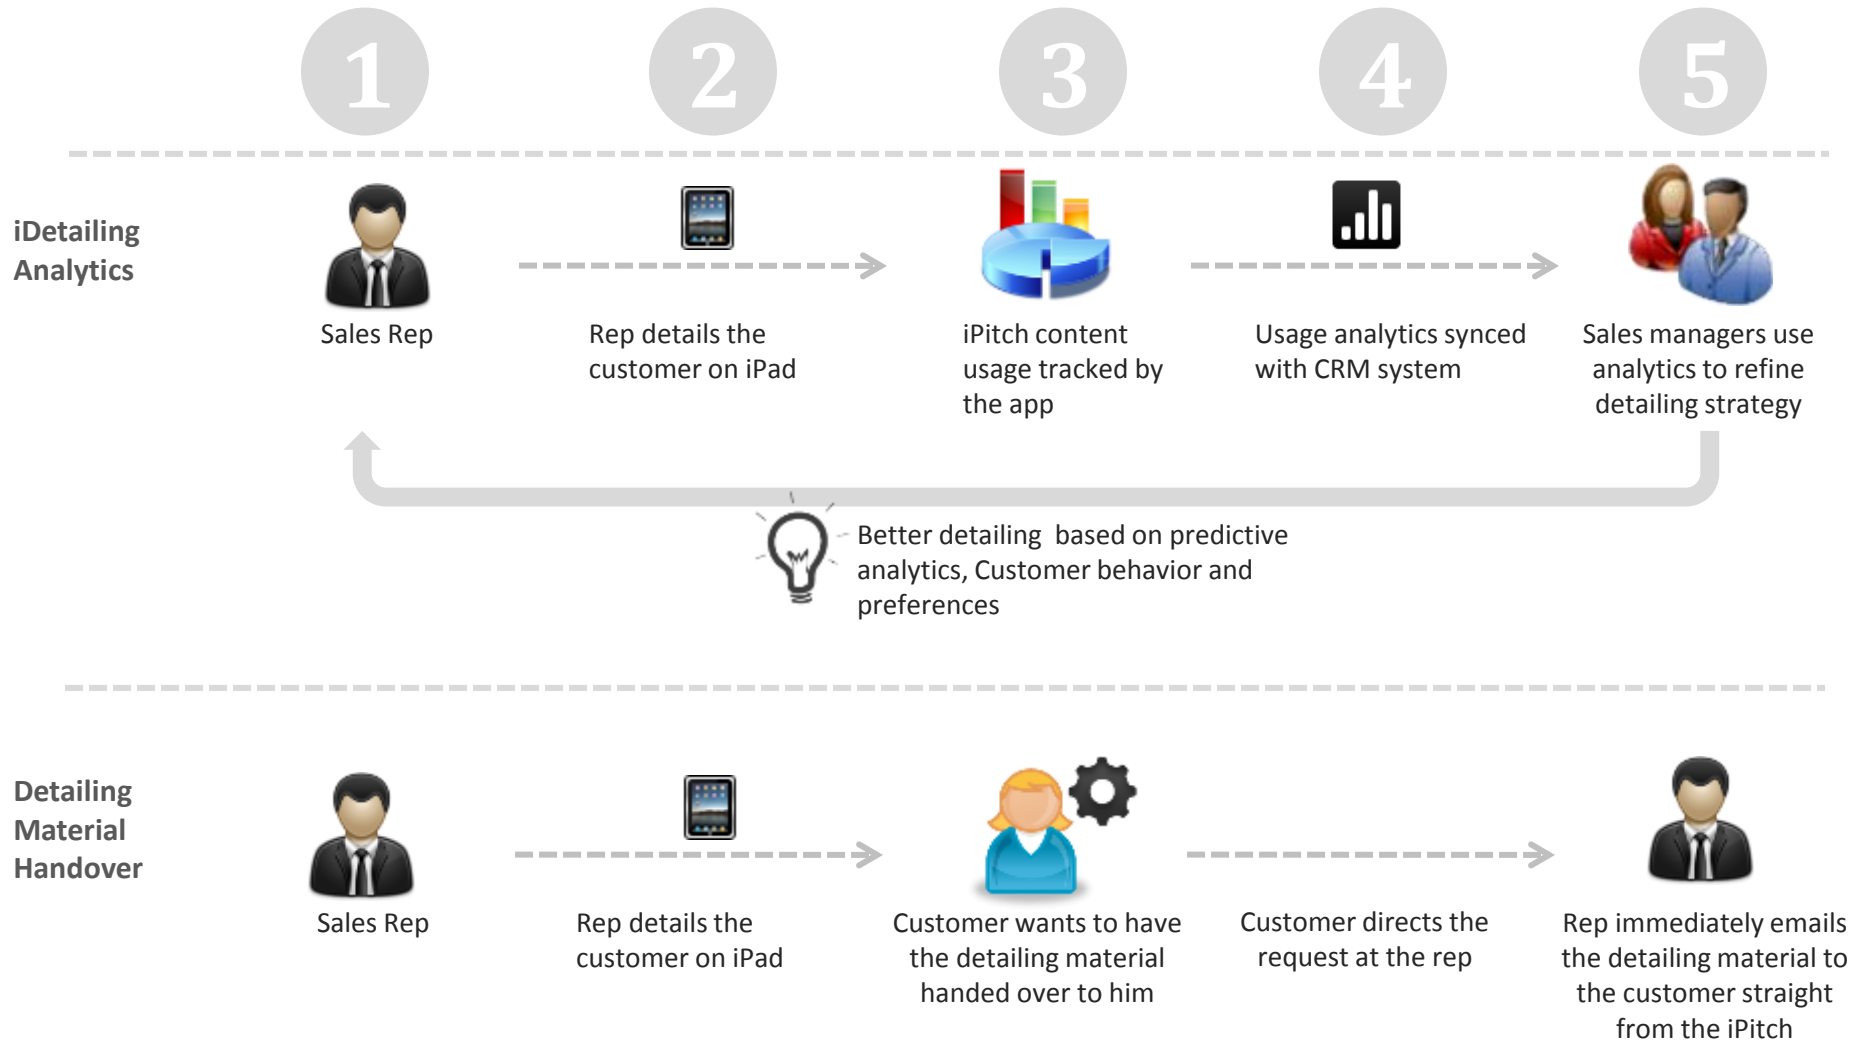 1
2
3
4
5
iDetailing
Analytics
Sales Rep
Rep details the
customer on iPad
iPitch content
usage tracked by
the app
Usage analytics synced
with CRM system
Sales managers use
analytics to refine
detailing strategy
Better detailing  based on predictive
analytics, Customer behavior and
preferences
Detailing
Material
Handover
Sales Rep
Rep details the
customer on iPad
Customer wants to have
the detailing material
handed over to him
Customer directs the
request at the rep
Rep immediately emails
the detailing material to
the customer straight
from the iPitch